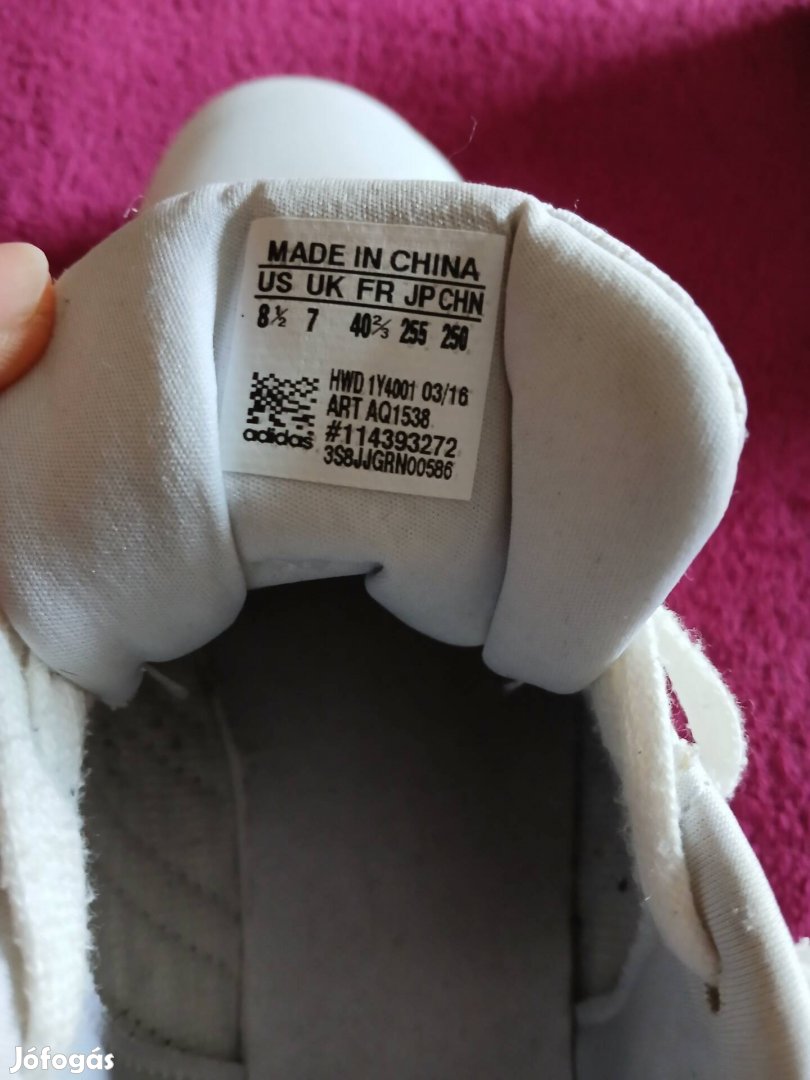 MADE IN CHINA
US UK FR JP CHN
8½ 7 40⅔ 255 250
HWD 1Y4001 03/16
ART AQ1538
adidas #114393272
3S8JJGRN00586
Jófogás